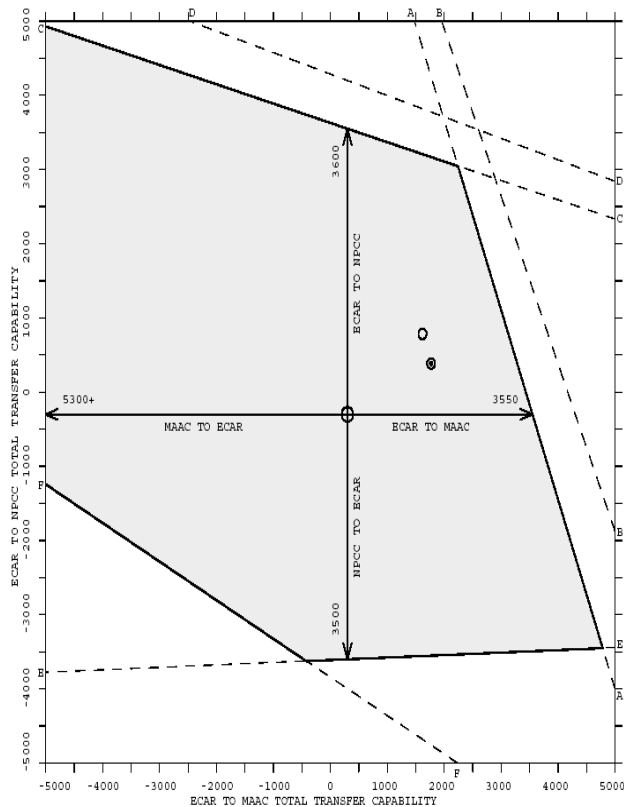 D A B
5000
C
4000
3000
2000
1000
0
-1000
-2000
-3000
-4000
-5000
ECAR TO NPCC TOTAL TRANSFER CAPABILITY
3600
ECAR TO NPCC
D
C
5300+
3550
MAAC TO ECAR
ECAR TO MAAC
F
NPCC TO ECAR
3500
B
E
E
A
F
-5000 -4000 -3000 -2000 -1000 0 1000 2000 3000 4000 5000
ECAR TO MAAC TOTAL TRANSFER CAPABILITY